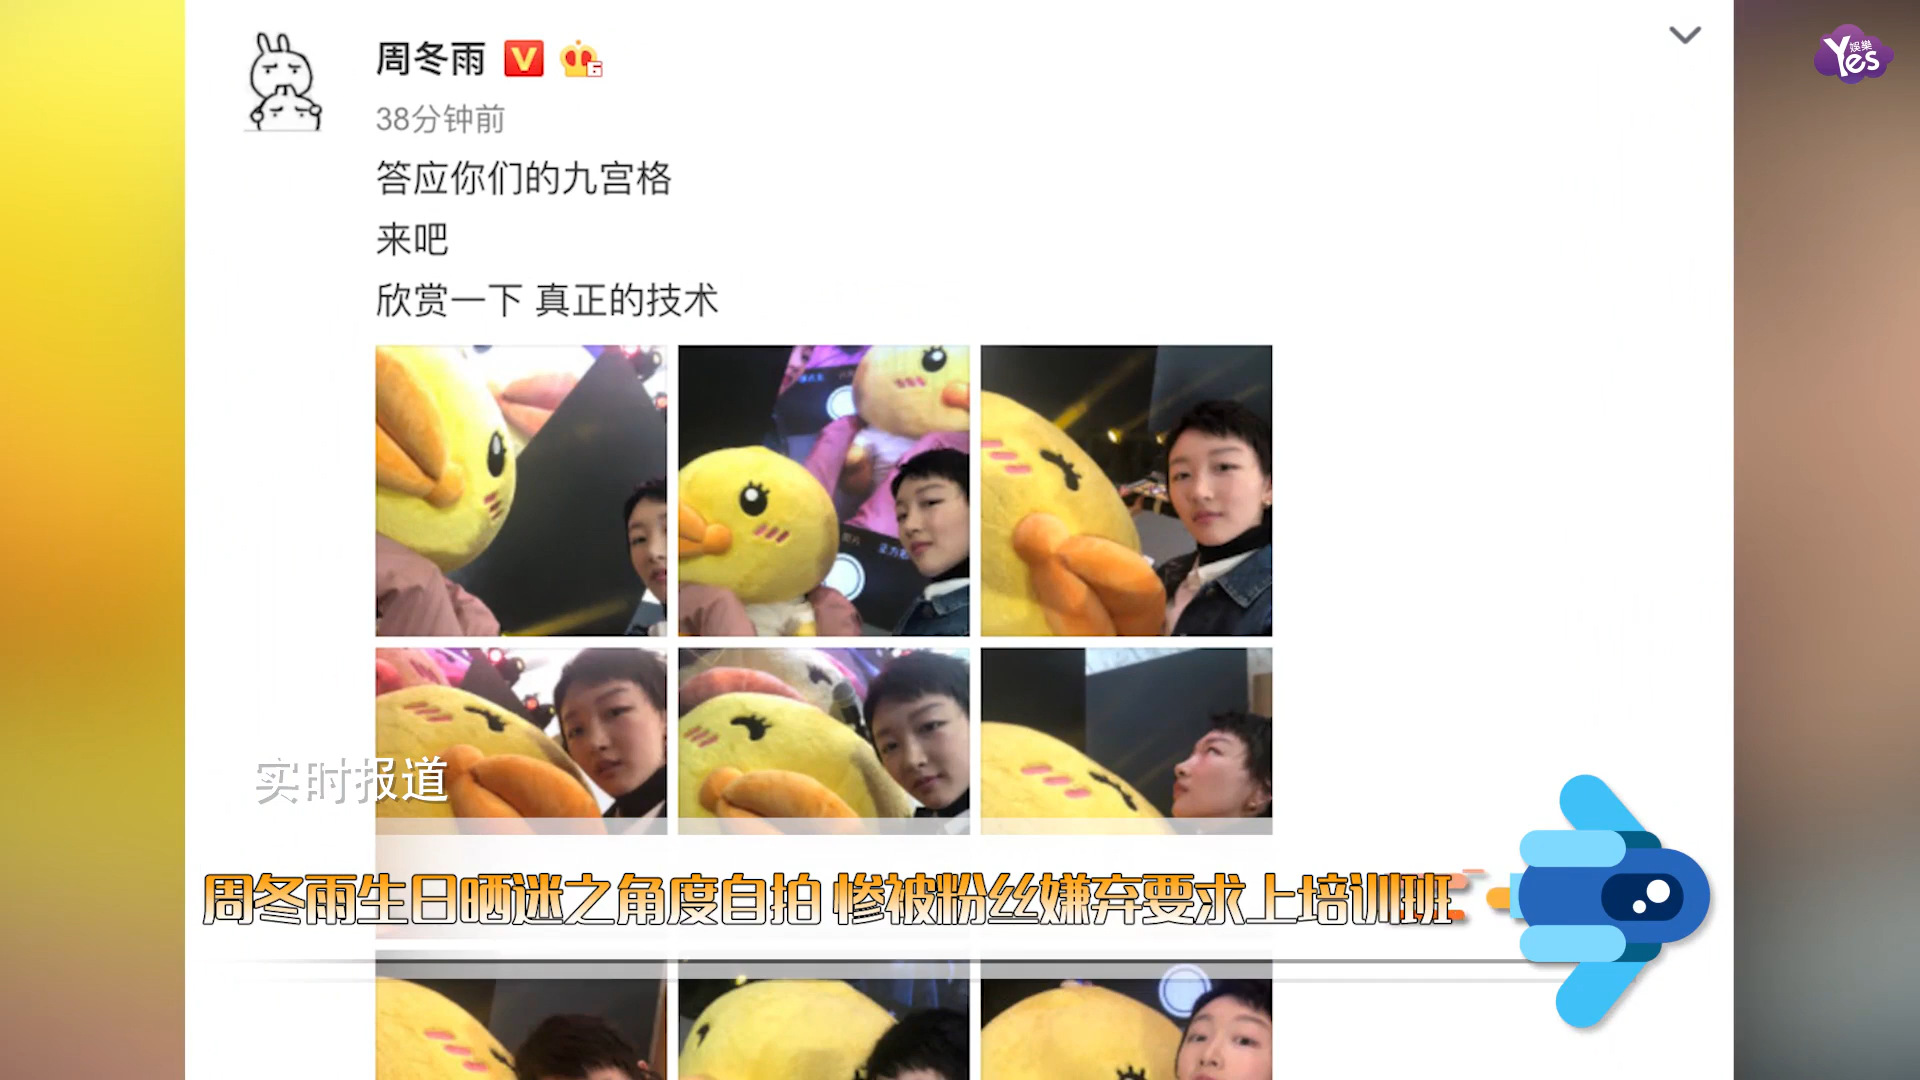 周冬雨
38分钟前
答应你们的九宫格
来吧
欣赏一下 真正的技术
Yes 娱樂
实时报道
周冬雨生日晒迷之角度自拍 惨被粉丝嫌弃要求上培训班